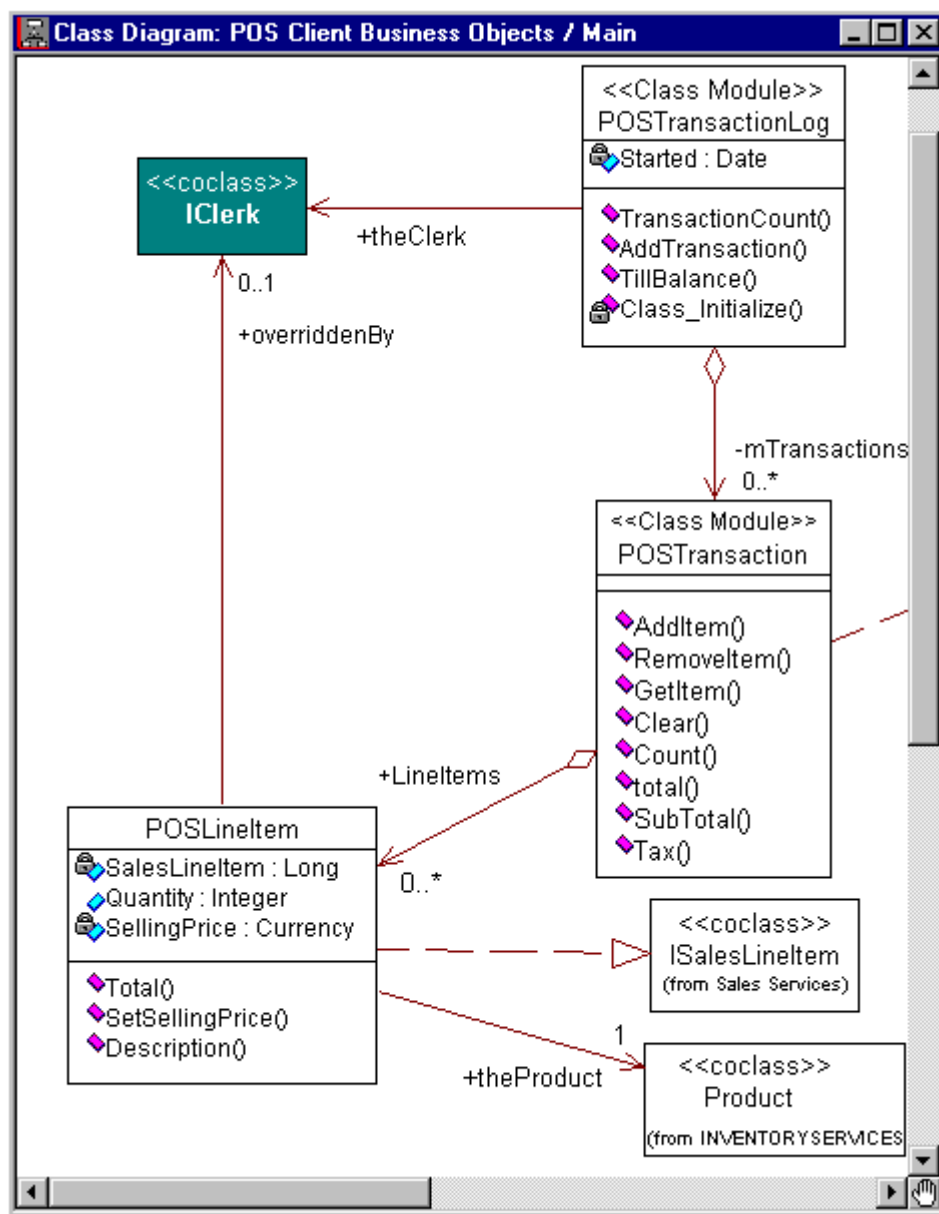 Class Diagram: POS Client Business Objects / Main
<<Class Module>>
POSTransactionLog
Started : Date
TransactionCount()
AddTransaction()
TillBalance()
Class_Initialize()
<<coclass>>
IClerk
+theClerk
0..1
+overriddenBy
-mTransactions
0..*
<<Class Module>>
POSTransaction
AddItem()
RemoveItem()
GetItem()
Clear()
Count()
total()
SubTotal()
Tax()
+LineItems
0..*
POSLineItem
SalesLineItem : Long
Quantity : Integer
SellingPrice : Currency
Total()
SetSellingPrice()
Description()
<<coclass>>
ISalesLineItem
(from Sales Services)
1
+theProduct
<<coclass>>
Product
(from INVENTORYSERVICES